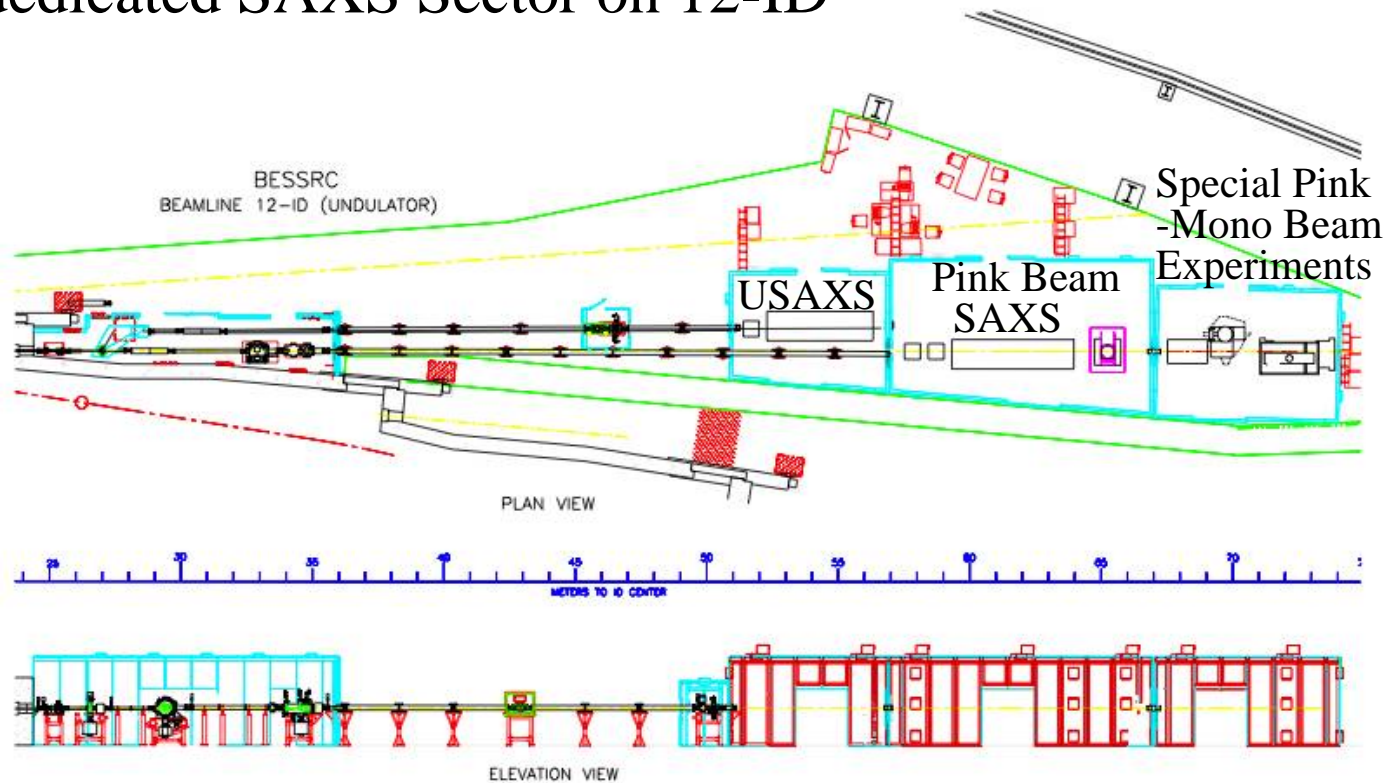 dedicated SAXS Sector on 12-ID
BESSRC
BEAMLINE 12-ID (UNDULATOR)
Special Pink
-Mono Beam
Experiments
USAXS
Pink Beam
SAXS
PLAN VIEW
25 30 35 40 45 50 55 60 65 70
METERS TO ID CENTER
ELEVATION VIEW